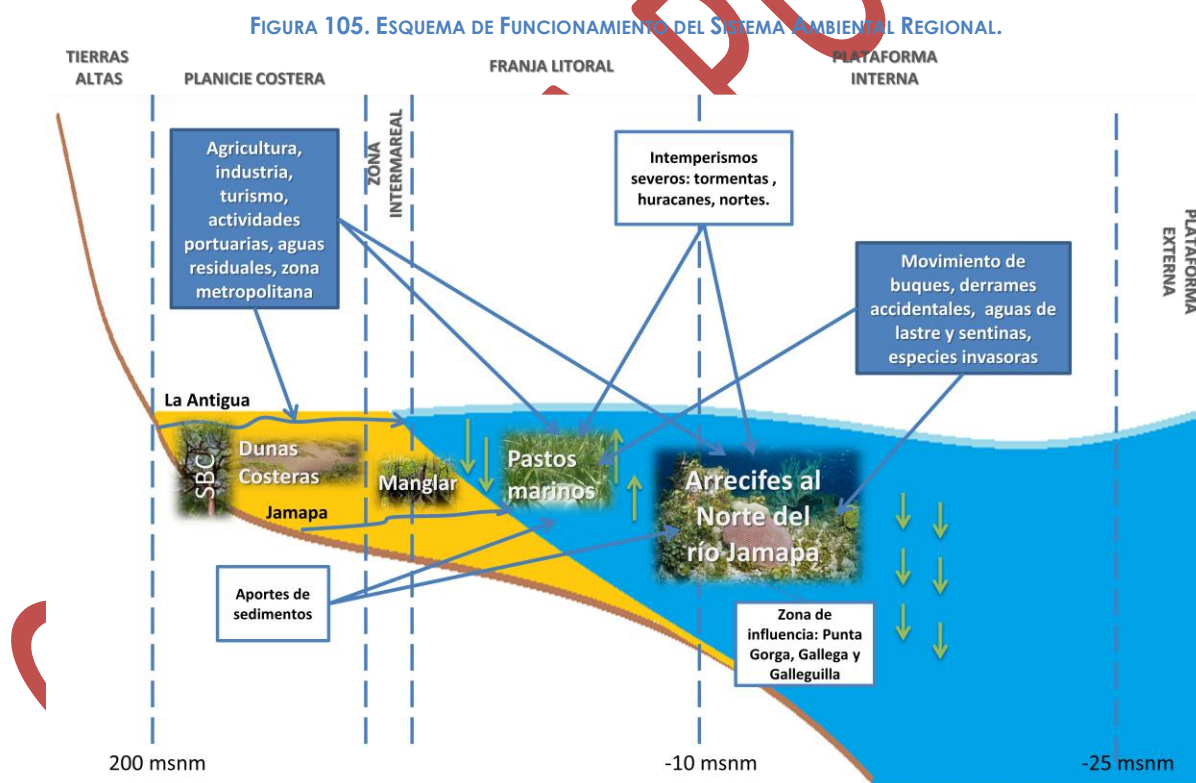 FIGURA 105. ESQUEMA DE FUNCIONAMIENTO DEL SISTEMA AMBIENTAL REGIONAL.
TIERRAS
ALTAS
PLANICIE COSTERA
ZONA
INTERMAREAL
FRANJA LITORAL
PLATAFORMA
INTERNA
PLATAFORMA
EXTERNA
Agricultura,
industria,
turismo,
actividades
portuarias, aguas
residuales, zona
metropolitana
Intemperismos
severos: tormentas ,
huracanes, nortes.
Movimiento de
buques, derrames
accidentales, aguas de
lastre y sentinas,
especies invasoras
La Antigua
SBC
Dunas
Costeras
Manglar
Pastos
marinos
Arrecifes al
Norte del
río Jamapa
Jamapa
Aportes de
sedimentos
Zona de
influencia: Punta
Gorga, Gallega y
Galleguilla
200 msnm
-10 msnm
-25 msnm